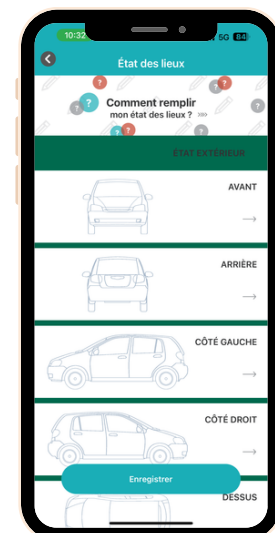 10:32
5G 84
État des lieux
Comment remplir
mon état des lieux ? »»
ÉTAT EXTÉRIEUR
AVANT
ARRIÈRE
CÔTÉ GAUCHE
CÔTÉ DROIT
Enregistrer
DESSUS